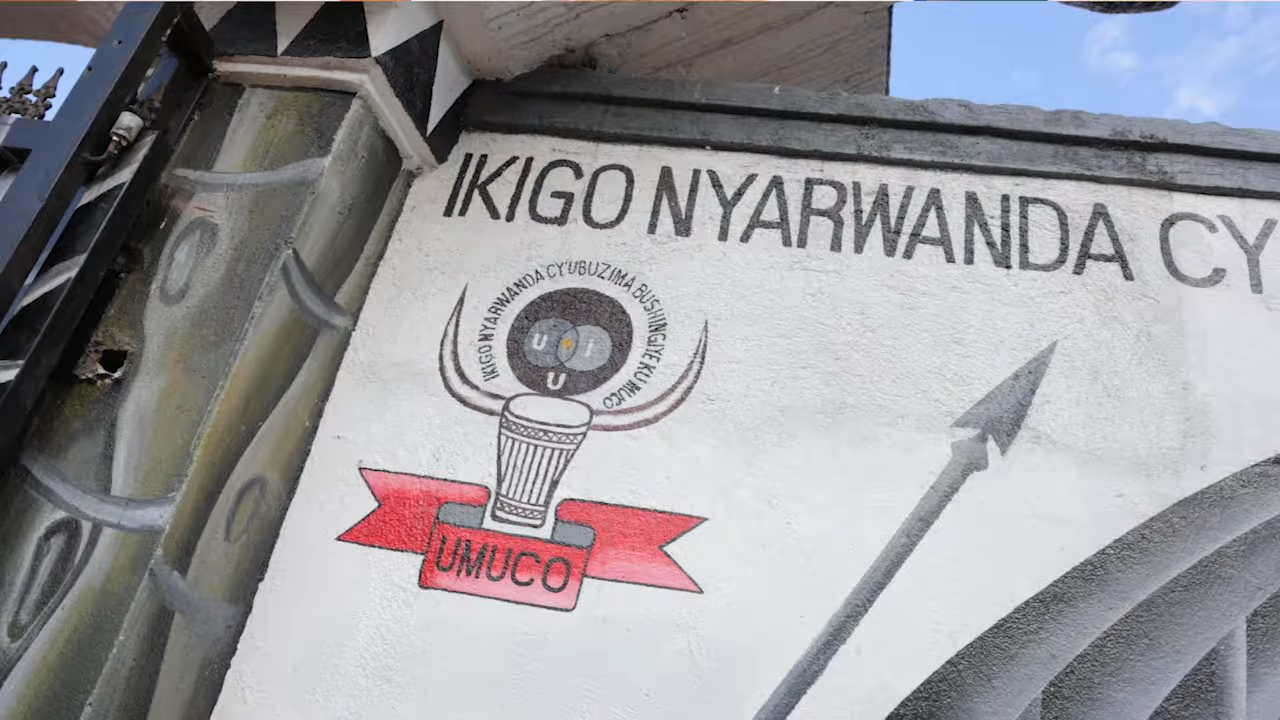 IKIGO NYARWANDA CY
IKIGO NYARWANDA CY'UBUZIMA BUSHINGIYE KU MUCO
U I
U
UMUCO